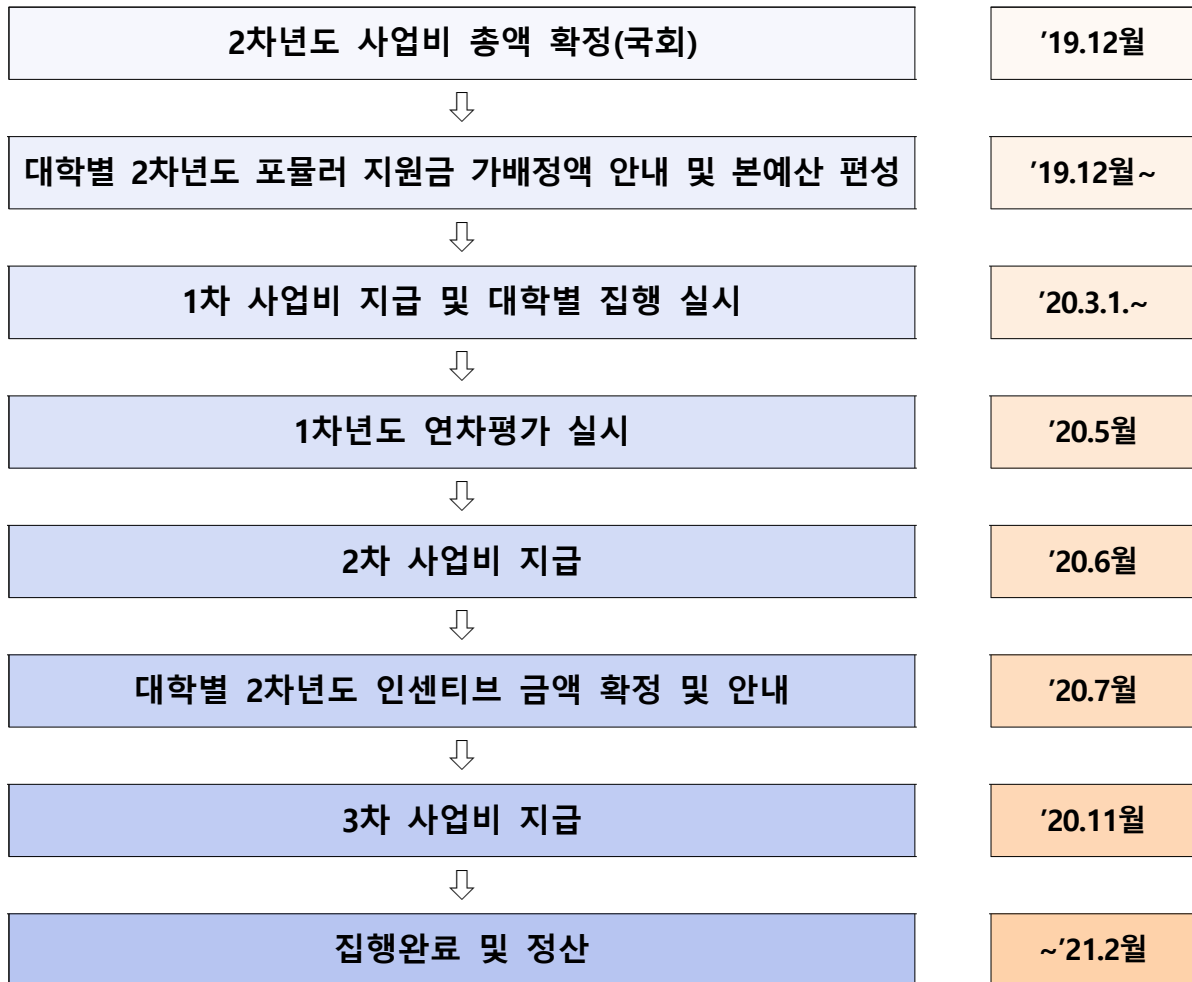 2차년도 사업비 총액 확정(국회)
’19.12월
대학별 2차년도 포뮬러 지원금 가배정액 안내 및 본예산 편성
’19.12월~
1차 사업비 지급 및 대학별 집행 실시
’20.3.1.~
1차년도 연차평가 실시
’20.5월
2차 사업비 지급
’20.6월
대학별 2차년도 인센티브 금액 확정 및 안내
’20.7월
3차 사업비 지급
’20.11월
집행완료 및 정산
~’21.2월